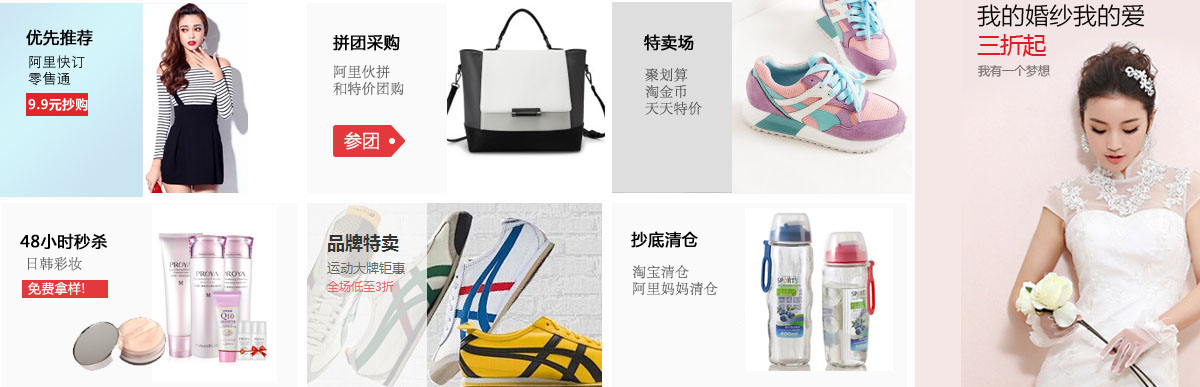 优先推荐
阿里快订
零售通
9.9元抄购
拼团采购
阿里伙拼
和特价团购
参团
特卖场
聚划算
淘金币
天天特价
我的婚纱我的爱
三折起
我有一个梦想
48小时秒杀
日韩彩妆
免费拿样!
PROYA
PROYA
PROYA
M
M
Q10
品牌特卖
运动大牌钜惠
全场低至3折
抄底清仓
淘宝清仓
阿里妈妈清仓
SPORTS